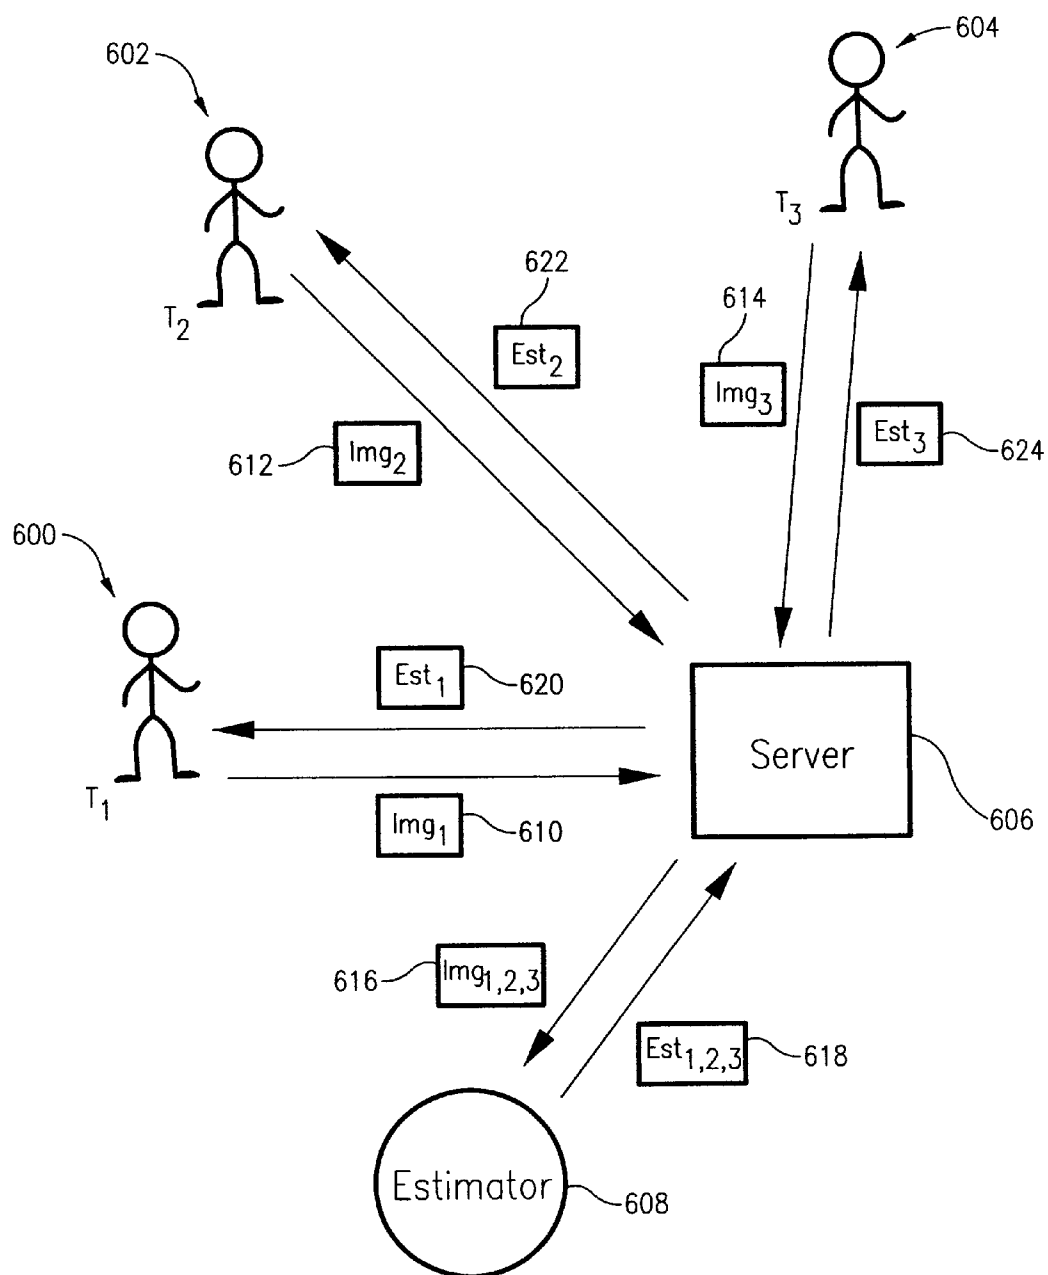 602
604
T3
T2
622
Est2
614
Img3
Est3
624
612
Img2
600
Est1
620
Server
T1
Img1
610
606
616
Img1,2,3
Est1,2,3
618
Estimator
608